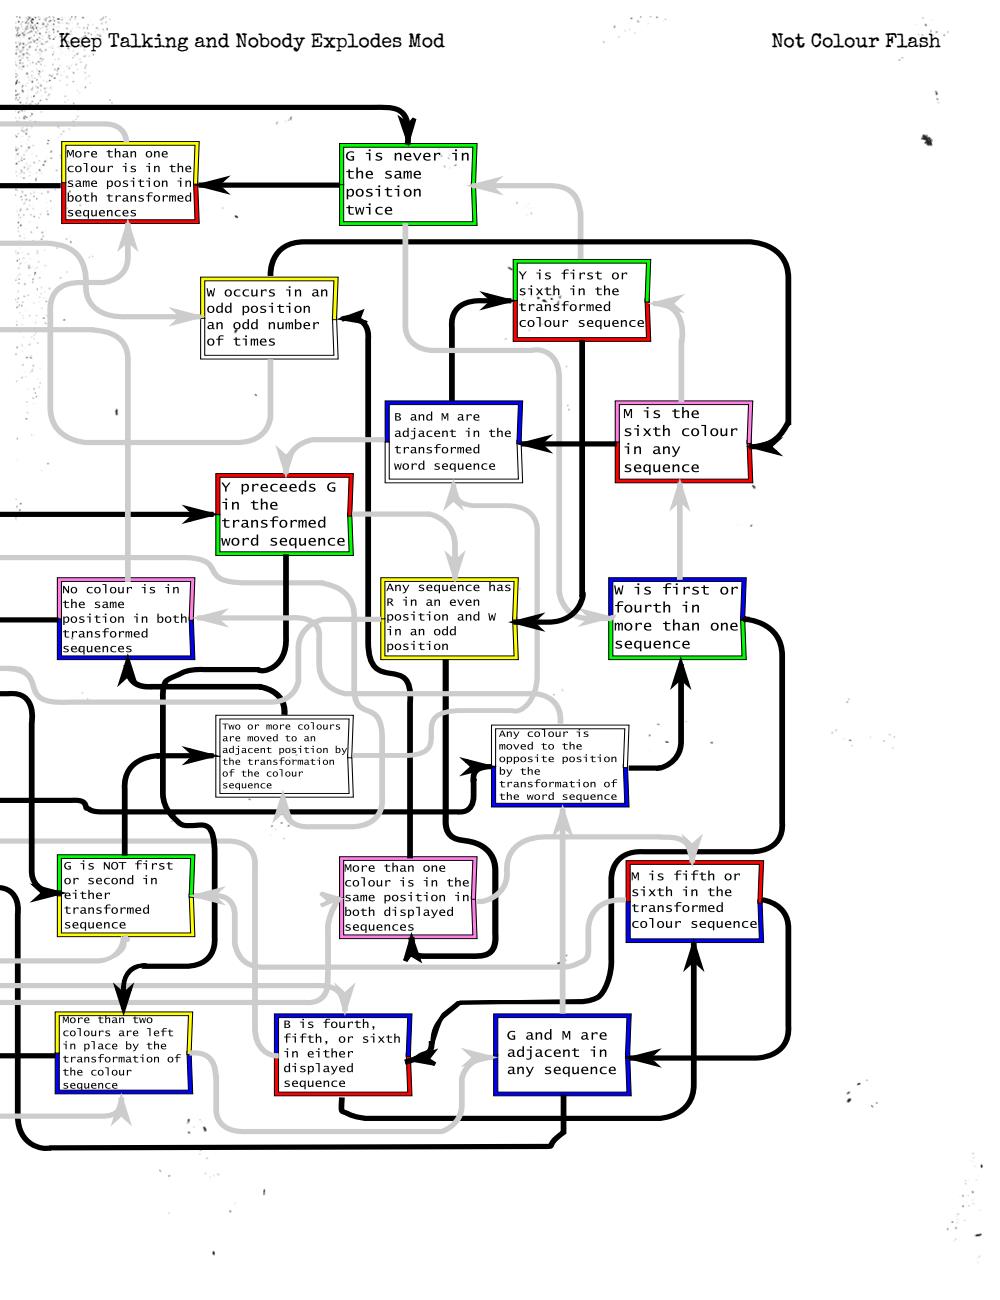 Keep Talking and Nobody Explodes Mod
Not Colour Flash
More than one
colour is in the
same position in
both transformed
sequences
G is never in
the same
position
twice
W occurs in an
odd position
an odd number
of times
Y is first or
sixth in the
transformed
colour sequence
B and M are
adjacent in the
transformed
word sequence
M is the
sixth colour
in any
sequence
Y preceeds G
in the
transformed
word sequence
No colour is in
the same
position in both
transformed
sequences
Any sequence has
R in an even
position and W
in an odd
position
W is first or
fourth in
more than one
sequence
Two or more colours
are moved to an
adjacent position by
the transformation
of the colour
sequence
Any colour is
moved to the
opposite position
by the
transformation of
the word sequence
G is NOT first
or second in
either
transformed
sequence
More than one
colour is in the
same position in
both displayed
sequences
M is fifth or
sixth in the
transformed
colour sequence
More than two
colours are left
in place by the
transformation of
the colour
sequence
B is fourth,
fifth, or sixth
in either
displayed
sequence
G and M are
adjacent in
any sequence